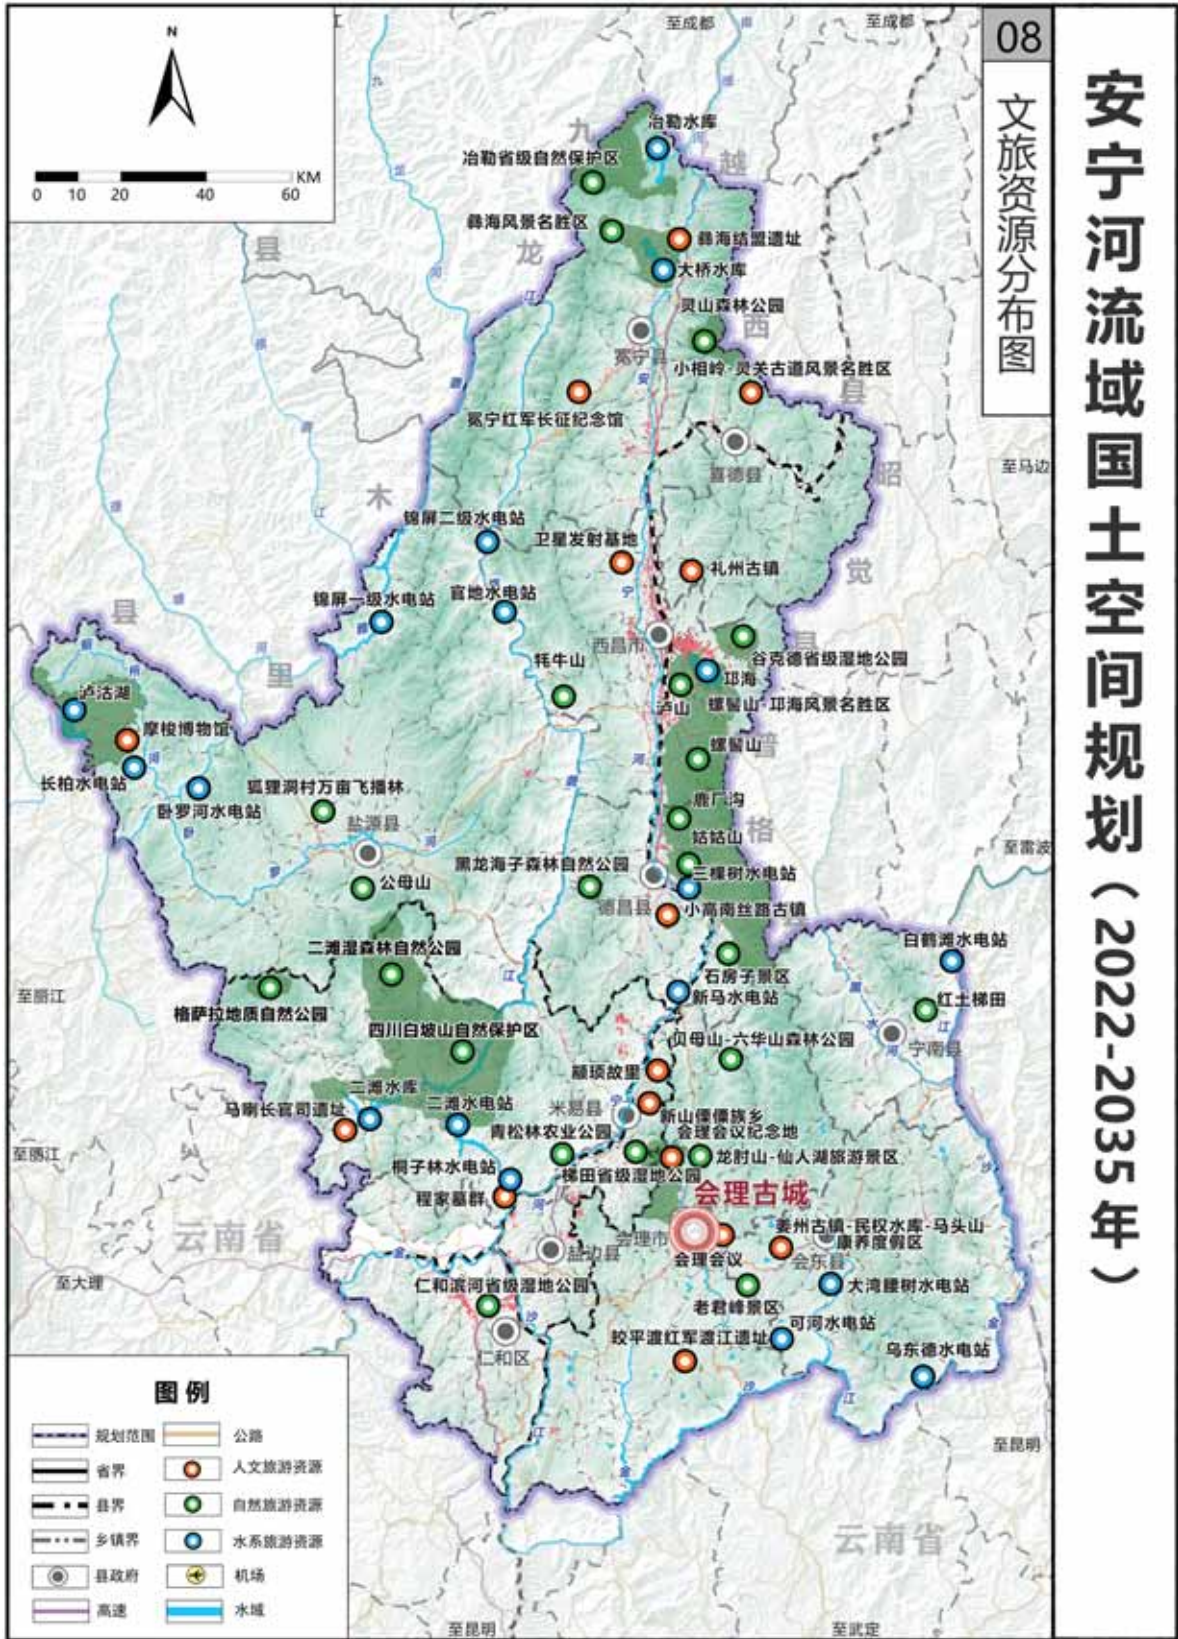 安宁河流域国土空间规划（2022-2035年）
08
文旅资源分布图
N
0 10 20 40 60 KM
至成都
至成都
冶勒水库
九
越
冶勒省级自然保护区
彝海风景名胜区
彝海结盟遗址
县
龙
大桥水库
灵山森林公园
西
冕宁县
小相岭-灵关古道风景名胜区
县
冕宁红军长征纪念馆
喜德县
至马边
昭
木
锦屏二级水电站
卫星发射基地
礼州古镇
觉
锦屏一级水电站
官地水电站
县
西昌市
县
谷克德省级湿地公园
里
牦牛山
邛海
泸沽湖
泸山
螺髻山-邛海风景名胜区
摩梭博物馆
普
螺髻山
长柏水电站
卧罗河水电站
狐狸洞村万亩飞播林
鹿厂沟
盐源县
格
姑姑山
至雷波
黑龙海子森林自然公园
三棵树水电站
公母山
德昌县
小高南丝路古镇
白鹤滩水电站
二滩湿森林自然公园
石房子景区
至丽江
新马水电站
红土梯田
格萨拉地质自然公园
四川白坡山自然保护区
贝母山-六华山森林公园
宁南县
颛顼故里
二滩水库
马喇长官司遗址
二滩水电站
米易县
新山傈僳族乡
青松林农业公园
会理会议纪念地
至丽江
龙肘山-仙人湖旅游景区
桐子林水电站
梯田省级湿地公园
程家墓群
会理古城
云南省
会理市
姜州古镇-民权水库-马头山
康养度假区
盐边县
会理会议
会东县
至大理
仁和滨河省级湿地公园
老君峰景区
大湾腰树水电站
仁和区
皎平渡红军渡江遗址
可河水电站
乌东德水电站
至昆明
云南省
至昆明
至武定
图例
规划范围
公路
省界
人文旅游资源
县界
自然旅游资源
乡镇界
水系旅游资源
县政府
机场
高速
水域